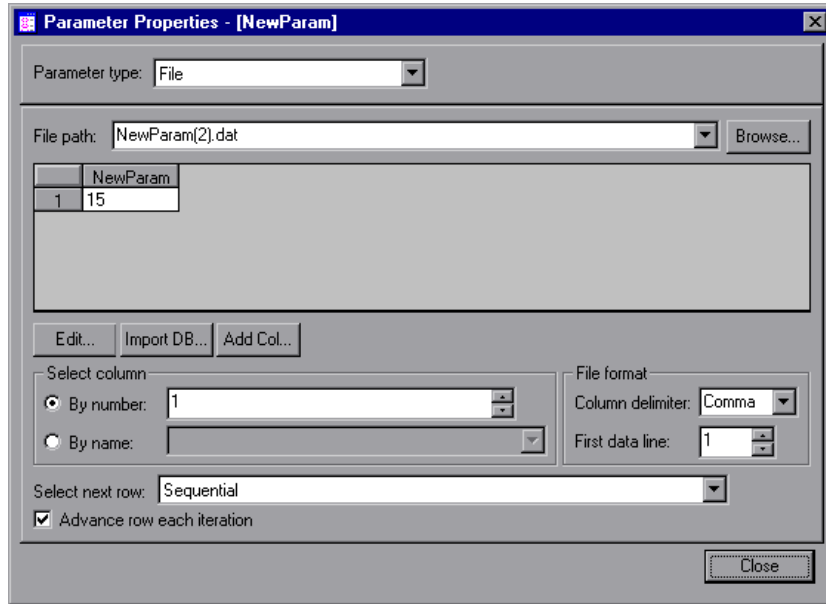 Parameter Properties - [NewParam]
Parameter type: File
File path: NewParam(2).dat Browse...
NewParam
1 15
Edit... Import DB... Add Col...
Select column File format
By number: 1 Column delimiter: Comma
By name: First data line: 1
Select next row: Sequential
Advance row each iteration
Close